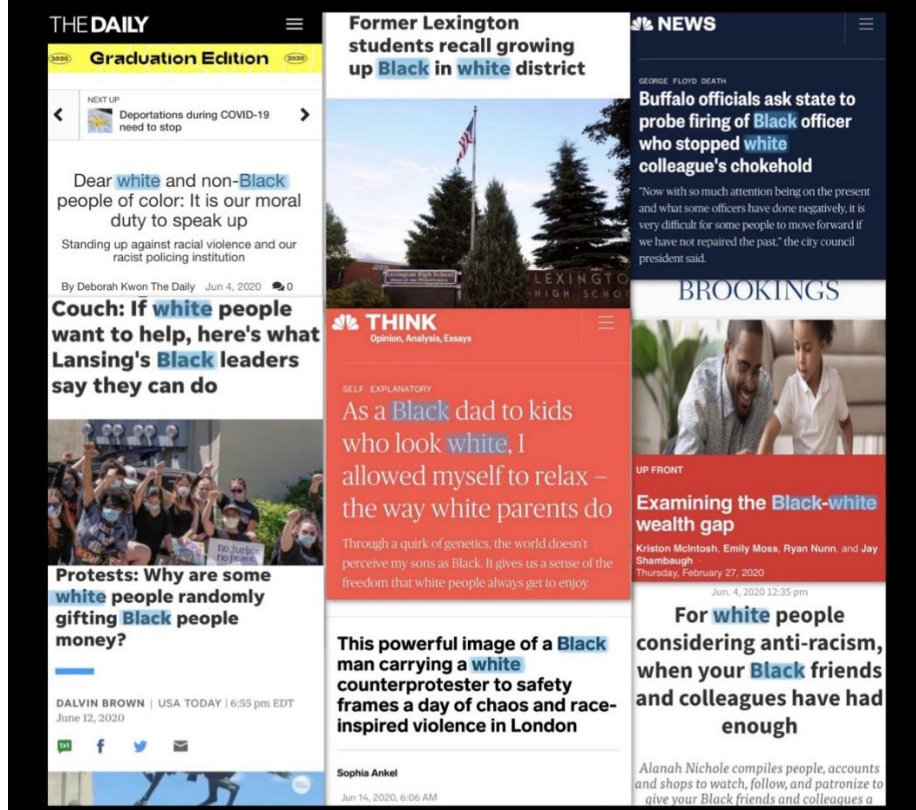 THE DAILY
Graduation Edition
2020
2020
NEXT UP
Deportations during COVID-19
need to stop
Dear white and non-Black
people of color: It is our moral
duty to speak up
Standing up against racial violence and our
racist policing institution
By Deborah Kwon The Daily Jun 4, 2020 0
Couch: If white people
want to help, here's what
Lansing's Black leaders
say they can do
no justice
no peace
Protests: Why are some
white people randomly
gifting Black people
money?
DALVIN BROWN | USA TODAY | 6:55 pm EDT
June 12, 2020
txt
Former Lexington
students recall growing
up Black in white district
Lexington High School
LEXINGTO
HIGH SCHO
THINK
Opinion, Analysis, Essays
SELF EXPLANATORY
As a Black dad to kids
who look white, I
allowed myself to relax –
the way white parents do
Through a quirk of genetics, the world doesn't
perceive my sons as Black. It gives us a sense of the
freedom that white people always get to enjoy.
This powerful image of a Black
man carrying a white
counterprotester to safety
frames a day of chaos and race-
inspired violence in London
Sophia Ankel
Jun 14, 2020, 6:06 AM
NEWS
GEORGE FLOYD DEATH
Buffalo officials ask state to
probe firing of Black officer
who stopped white
colleague's chokehold
"Now with so much attention being on the present
and what some officers have done negatively, it is
very difficult for some people to move forward if
we have not repaired the past," the city council
president said.
BROOKINGS
UP FRONT
Examining the Black-white
wealth gap
Kriston McIntosh, Emily Moss, Ryan Nunn, and Jay
Shambaugh ·
Thursday, February 27, 2020
Jun. 4, 2020 12:35 pm
For white people
considering anti-racism,
when your Black friends
and colleagues have had
enough
Alanah Nichole compiles people, accounts
and shops to watch, follow, and patronize to
give your Black friends and colleagues a